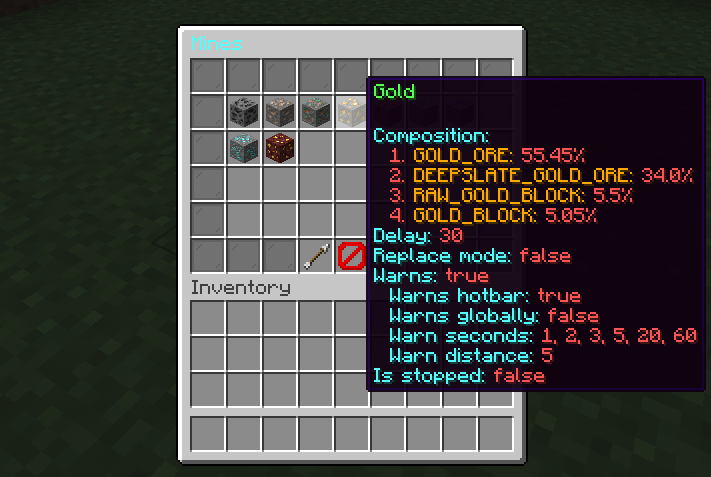 Mines
Gold
Composition:
1. GOLD_ORE: 55.45%
2. DEEPSLATE_GOLD_ORE: 34.0%
3. RAW_GOLD_BLOCK: 5.5%
4. GOLD_BLOCK: 5.05%
Delay: 30
Replace mode: false
Warns: true
Warns hotbar: true
Warns globally: false
Warn seconds: 1, 2, 3, 5, 20, 60
Warn distance: 5
Is stopped: false
Inventory